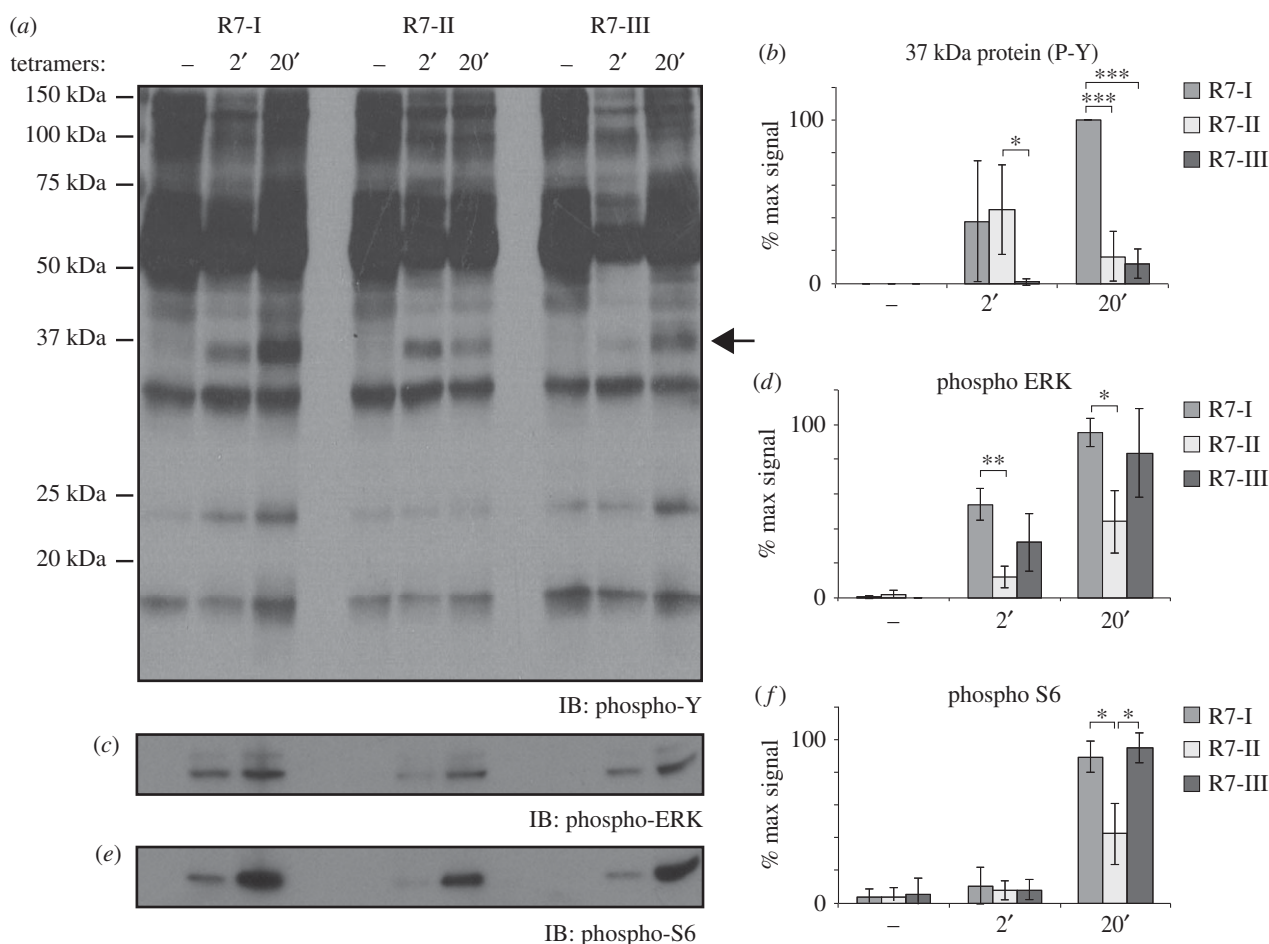 (a)
R7-I R7-II R7-III
tetramers: – 2′ 20′ – 2′ 20′ – 2′ 20′
150 kDa
100 kDa
75 kDa
50 kDa
37 kDa
25 kDa
20 kDa
IB: phospho-Y
(b)
37 kDa protein (P-Y)
% max signal
100
0
*
***
***
– 2′ 20′
R7-I
R7-II
R7-III
(c)
IB: phospho-ERK
(d)
phospho ERK
% max signal
100
0
**
*
– 2′ 20′
R7-I
R7-II
R7-III
(e)
IB: phospho-S6
(f)
phospho S6
% max signal
100
0
* *
– 2′ 20′
R7-I
R7-II
R7-III